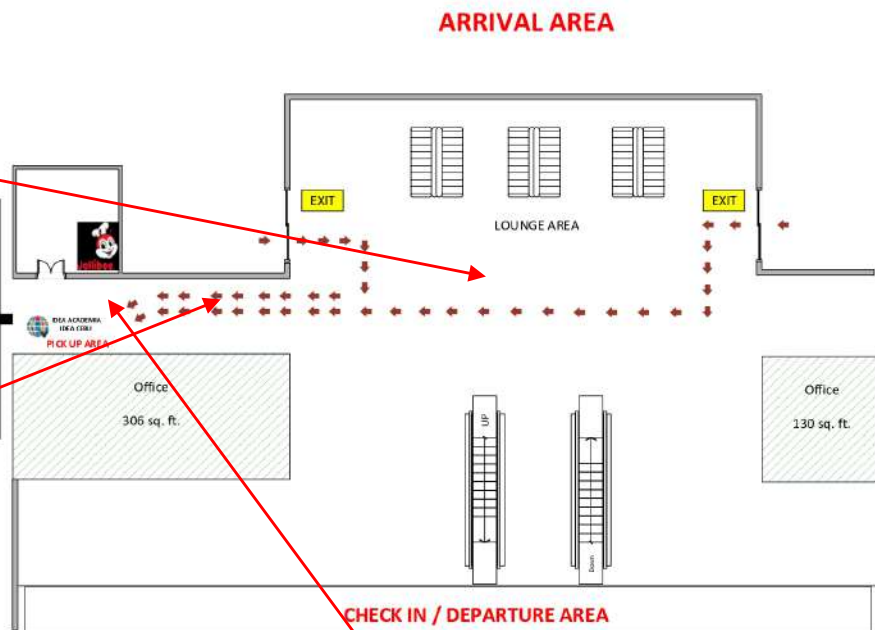 ARRIVAL AREA
EXIT
EXIT
LOUNGE AREA
Jollibee
IDEA ACADEMIA
IDEA CEBU
PICK UP AREA
Office
306 sq. ft.
Office
130 sq. ft.
UP
Down
CHECK IN / DEPARTURE AREA